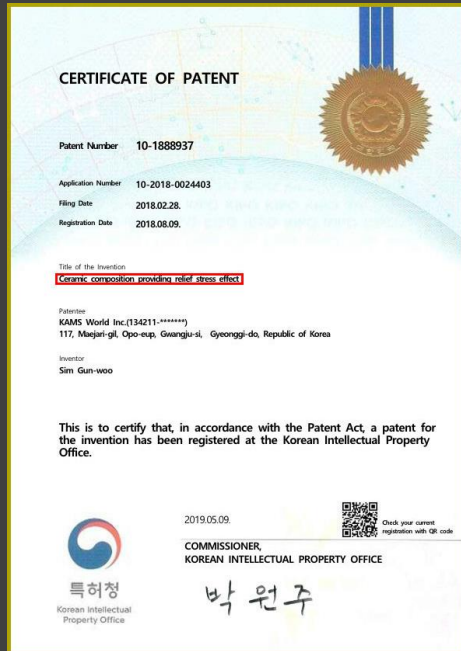 CERTIFICATE OF PATENT
Patent Number 10-1888937
Application Number 10-2018-0024403
Filing Date 2018.02.28.
Registration Date 2018.08.09.
Title of the Invention
Ceramic composition providing relief stress effect
Patentee
KAMS World Inc.(134211-*******)
117, Maejari-gil, Opo-eup, Gwangju-si, Gyeonggi-do, Republic of Korea
Inventor
Sim Gun-woo
This is to certify that, in accordance with the Patent Act, a patent for
the invention has been registered at the Korean Intellectual Property
Office.
2019.05.09.
Check your current
registration with QR code
COMMISSIONER,
KOREAN INTELLECTUAL PROPERTY OFFICE
박원주
특허청
Korean Intellectual
Property Office